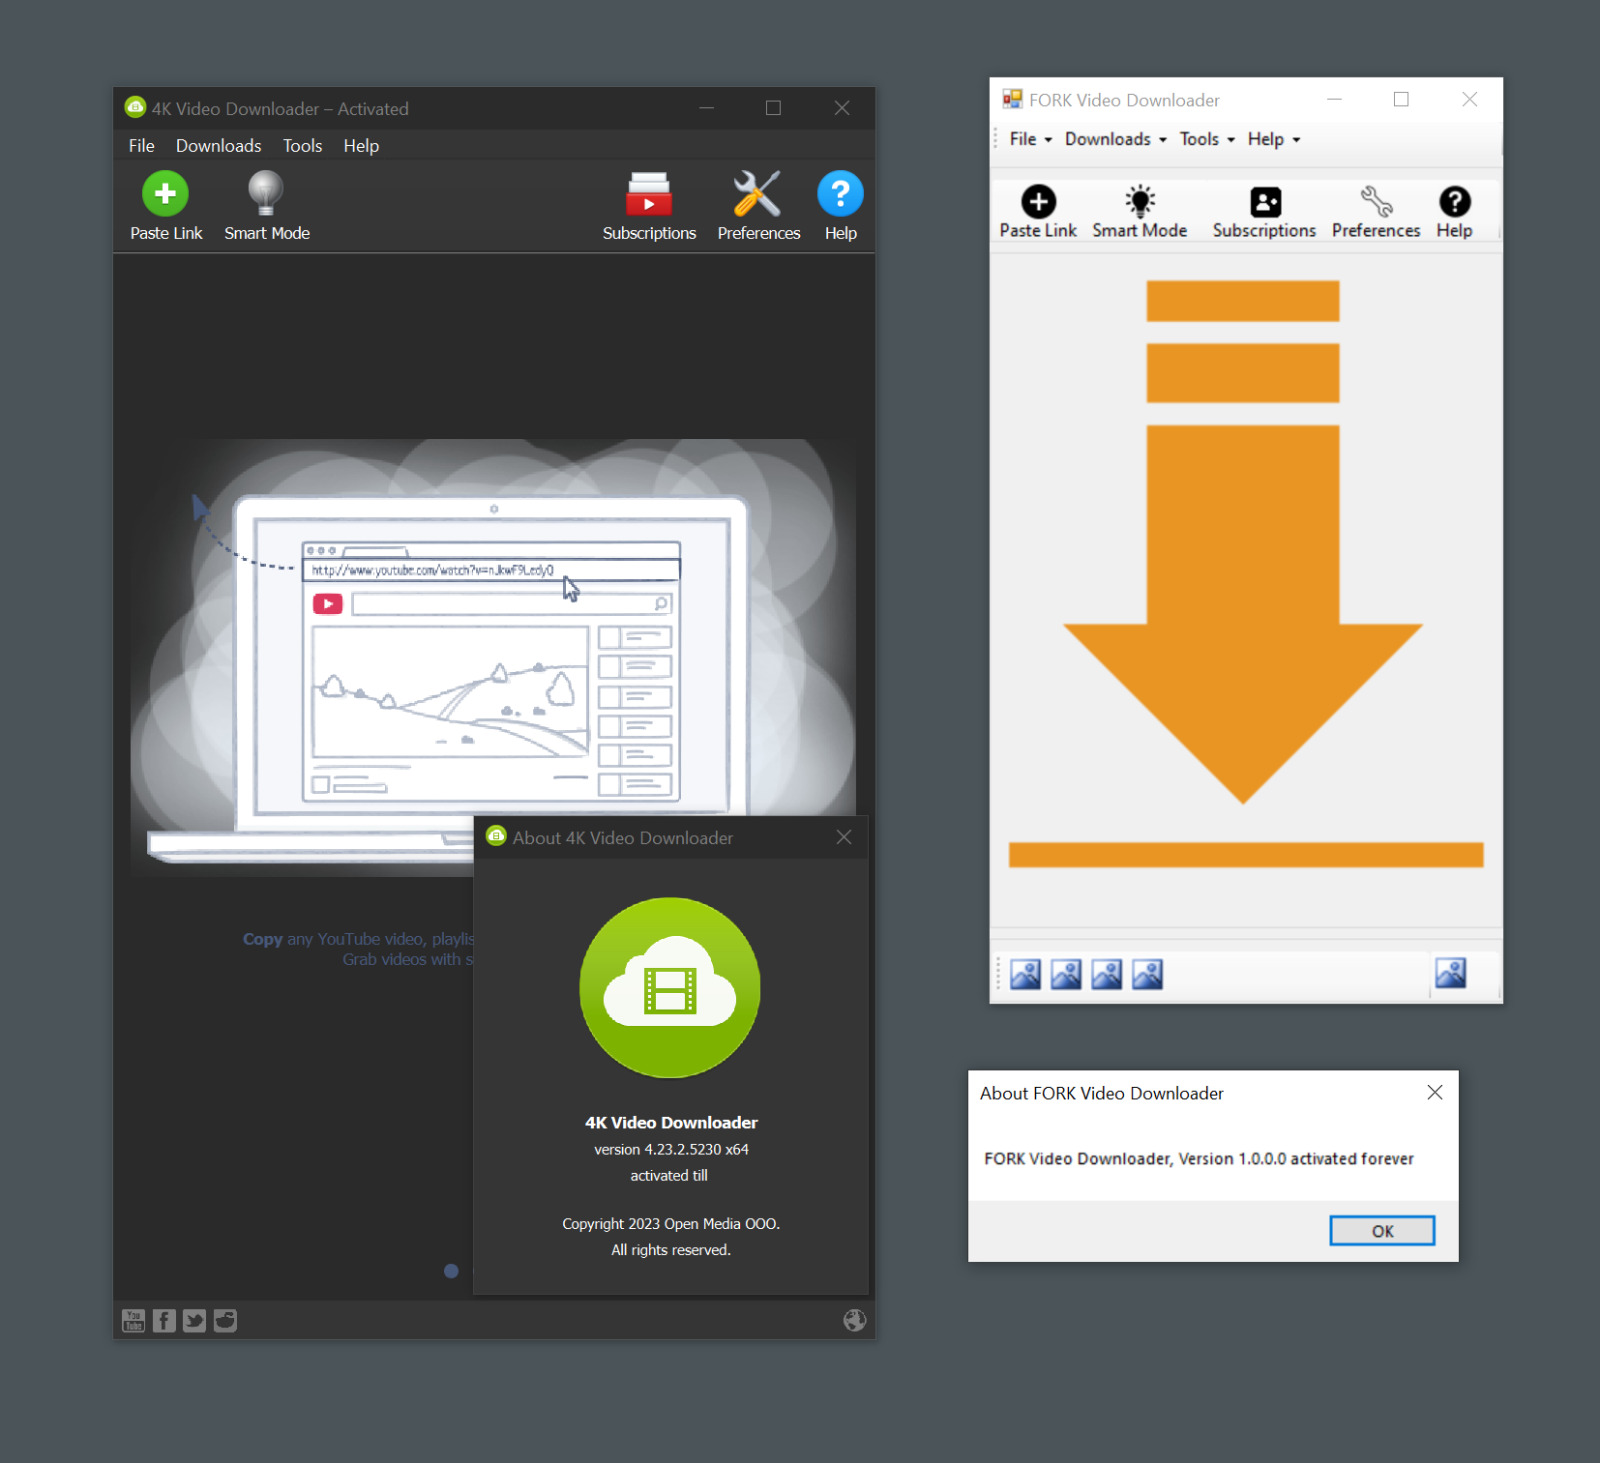 4K Video Downloader – Activated
File Downloads Tools Help
Paste Link Smart Mode Subscriptions Preferences Help
http://www.youtube.com/watch?v=nJkwF9LedyQ
Copy any YouTube video, playlis
Grab videos with s
About 4K Video Downloader
4K Video Downloader
version 4.23.2.5230 x64
activated till
Copyright 2023 Open Media OOO.
All rights reserved.
You
Tube
FORK Video Downloader
File Downloads Tools Help
Paste Link Smart Mode Subscriptions Preferences Help
About FORK Video Downloader
FORK Video Downloader, Version 1.0.0.0 activated forever
OK